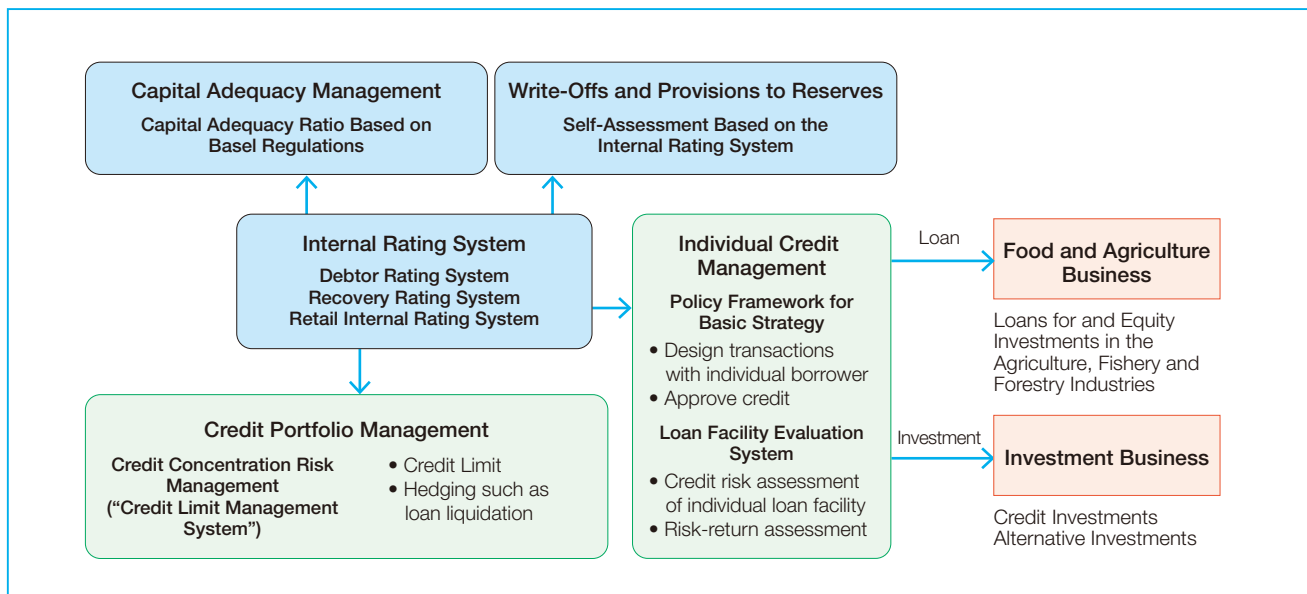 Capital Adequacy Management
Capital Adequacy Ratio Based on
Basel Regulations
Write-Offs and Provisions to Reserves
Self-Assessment Based on the
Internal Rating System
Internal Rating System
Debtor Rating System
Recovery Rating System
Retail Internal Rating System
Credit Portfolio Management
Credit Concentration Risk
Management
(“Credit Limit Management
System”)
• Credit Limit
• Hedging such as
loan liquidation
Individual Credit
Management
Policy Framework for
Basic Strategy
• Design transactions
with individual borrower
• Approve credit
Loan Facility Evaluation
System
• Credit risk assessment
of individual loan facility
• Risk-return assessment
Loan
Food and Agriculture
Business
Loans for and Equity
Investments in the
Agriculture, Fishery and
Forestry Industries
Investment
Investment Business
Credit Investments
Alternative Investments